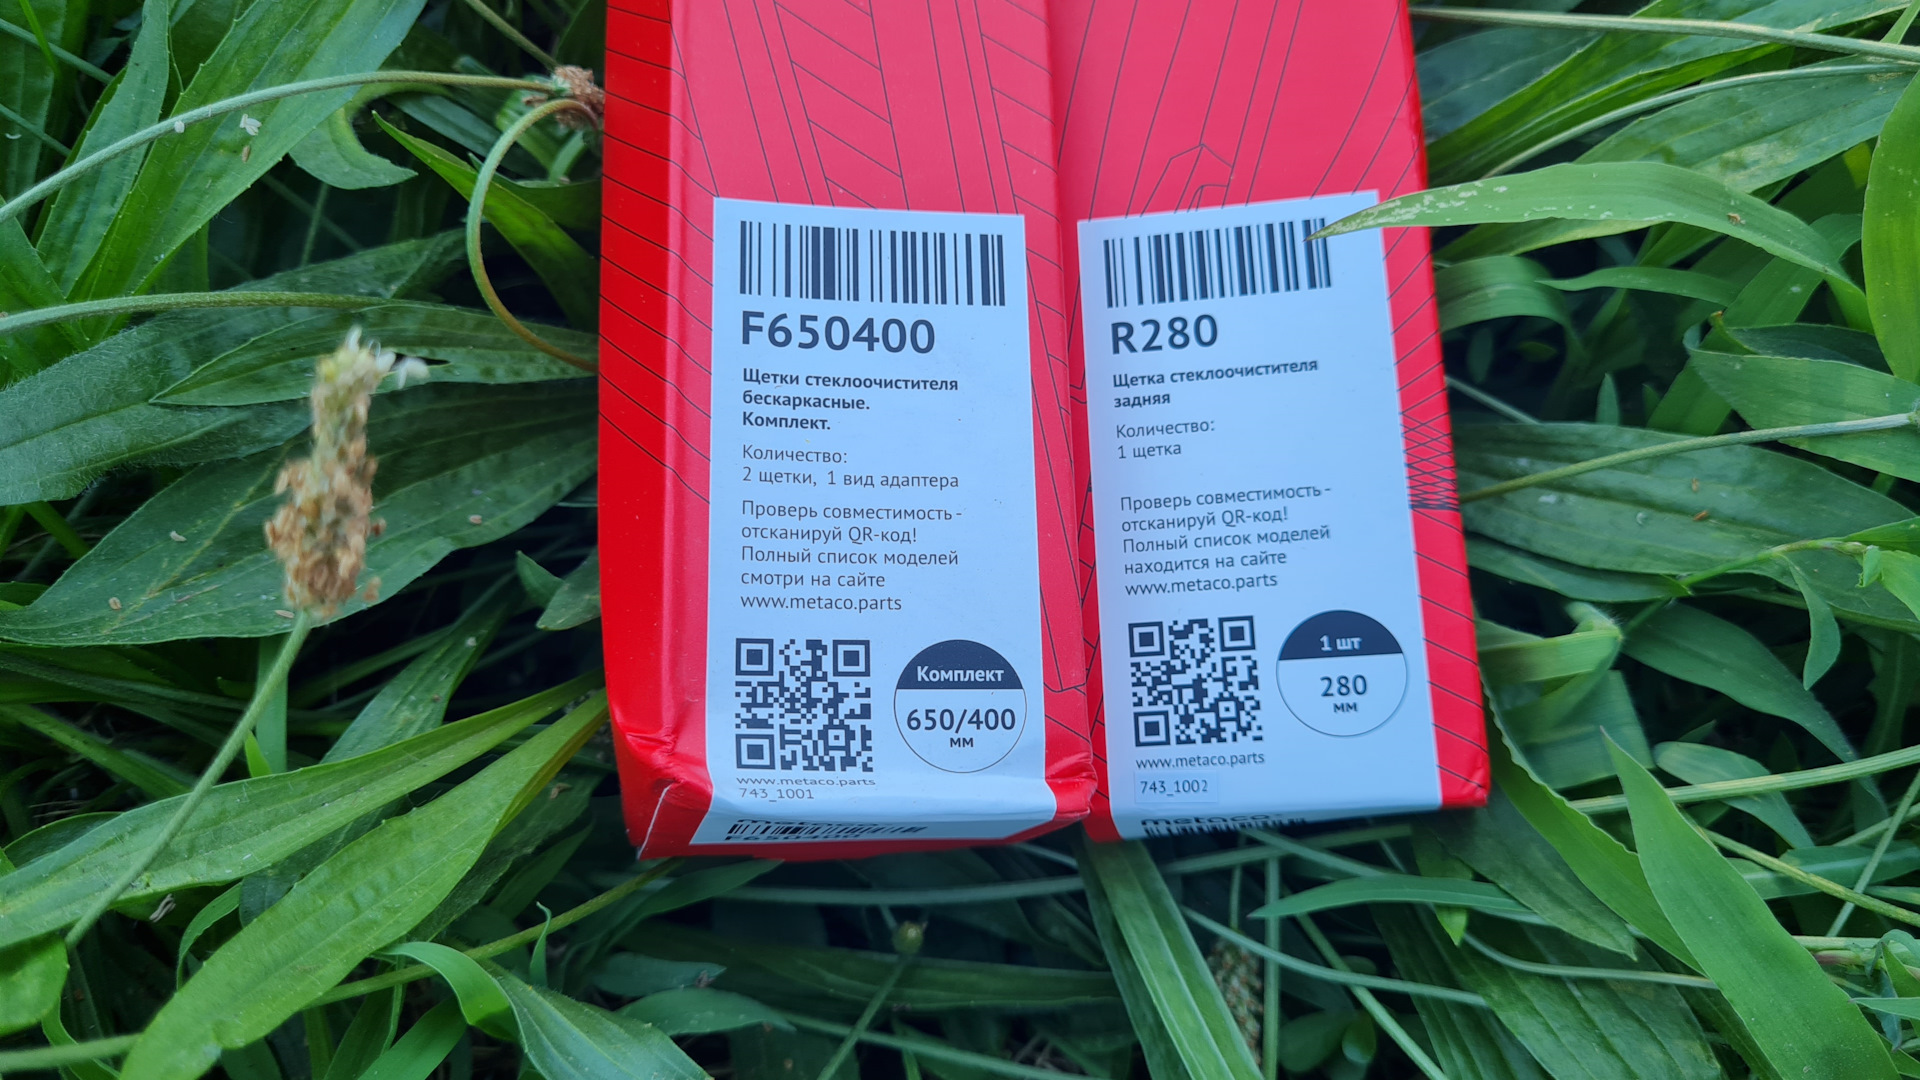 F650400
Щетки стеклоочистителя
бескаркасные.
Комплект.
Количество:
2 щетки, 1 вид адаптера
Проверь совместимость -
отсканируй QR-код!
Полный список моделей
смотри на сайте
www.metaco.parts
Комплект
650/400
мм
www.metaco.parts
743_1001
metaco
F650400
R280
Щетка стеклоочистителя
задняя
Количество:
1 щетка
Проверь совместимость -
отсканируй QR-код!
Полный список моделей
находится на сайте
www.metaco.parts
1 шт
280
мм
www.metaco.parts
743_1002
metaco